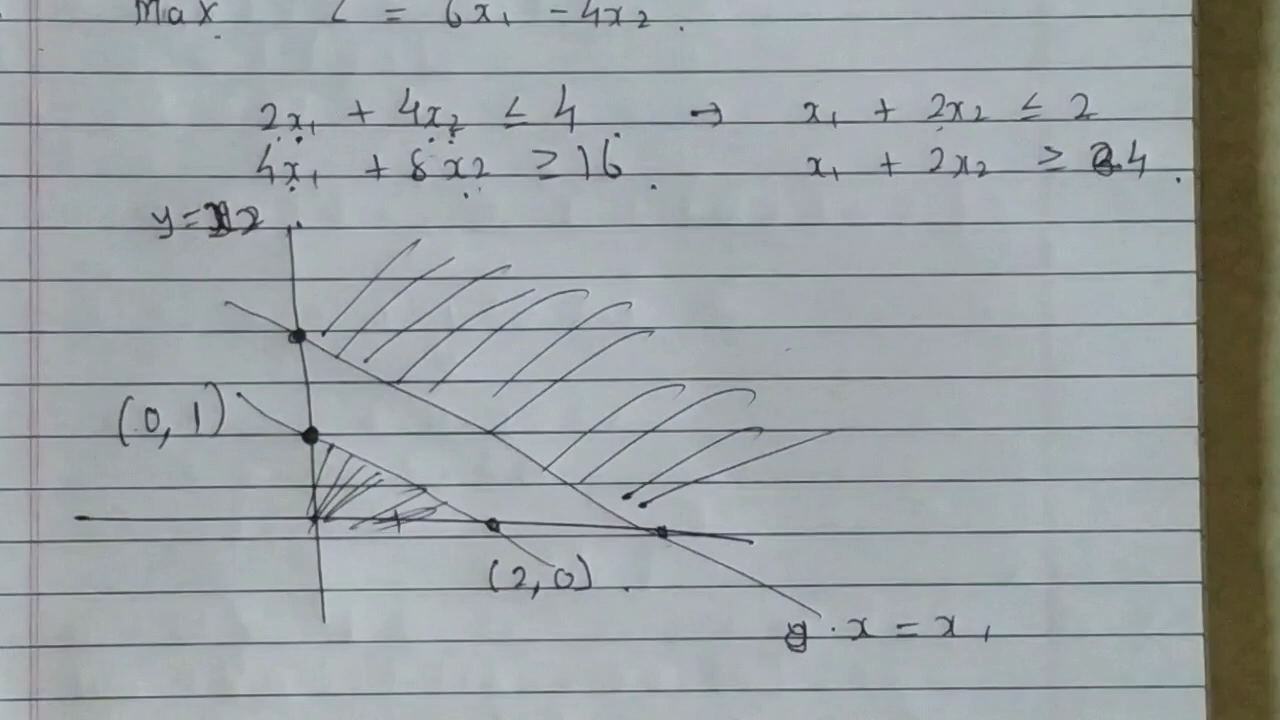 Max Z = 6x₁ - 4x₂.
2x₁ + 4x₂ ≤ 4 → x₁ + 2x₂ ≤ 2
4x₁ + 8x₂ ≥ 16. x₁ + 2x₂ ≥ 4.
y = x2
(0, 1)
(2, 0).
x = x₁